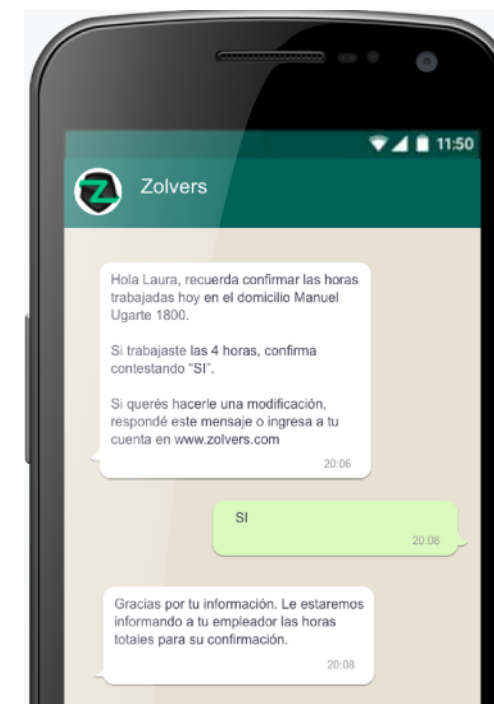 11:50
Zolvers
Hola Laura, recuerda confirmar las horas
trabajadas hoy en el domicilio Manuel
Ugarte 1800.
Si trabajaste las 4 horas, confirma
contestando “SI”.
Si querés hacerle una modificación,
respondé este mensaje o ingresa a tu
cuenta en www.zolvers.com
20:06
SI
20:08
Gracias por tu información. Le estaremos
informando a tu empleador las horas
totales para su confirmación.
20:08